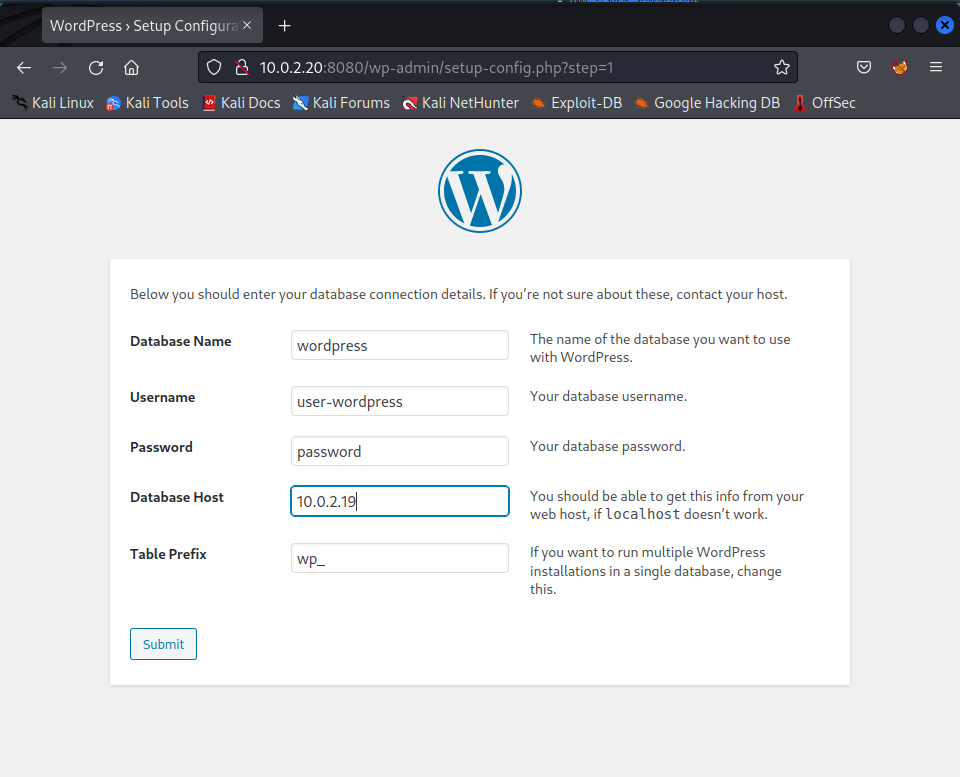 WordPress › Setup Configura
10.0.2.20:8080/wp-admin/setup-config.php?step=1
Kali Linux Kali Tools Kali Docs Kali Forums Kali NetHunter Exploit-DB Google Hacking DB OffSec
Below you should enter your database connection details. If you’re not sure about these, contact your host.
Database Name
wordpress
The name of the database you want to use
with WordPress.
Username
user-wordpress
Your database username.
Password
password
Your database password.
Database Host
10.0.2.19
You should be able to get this info from your
web host, if localhost doesn’t work.
Table Prefix
wp_
If you want to run multiple WordPress
installations in a single database, change
this.
Submit